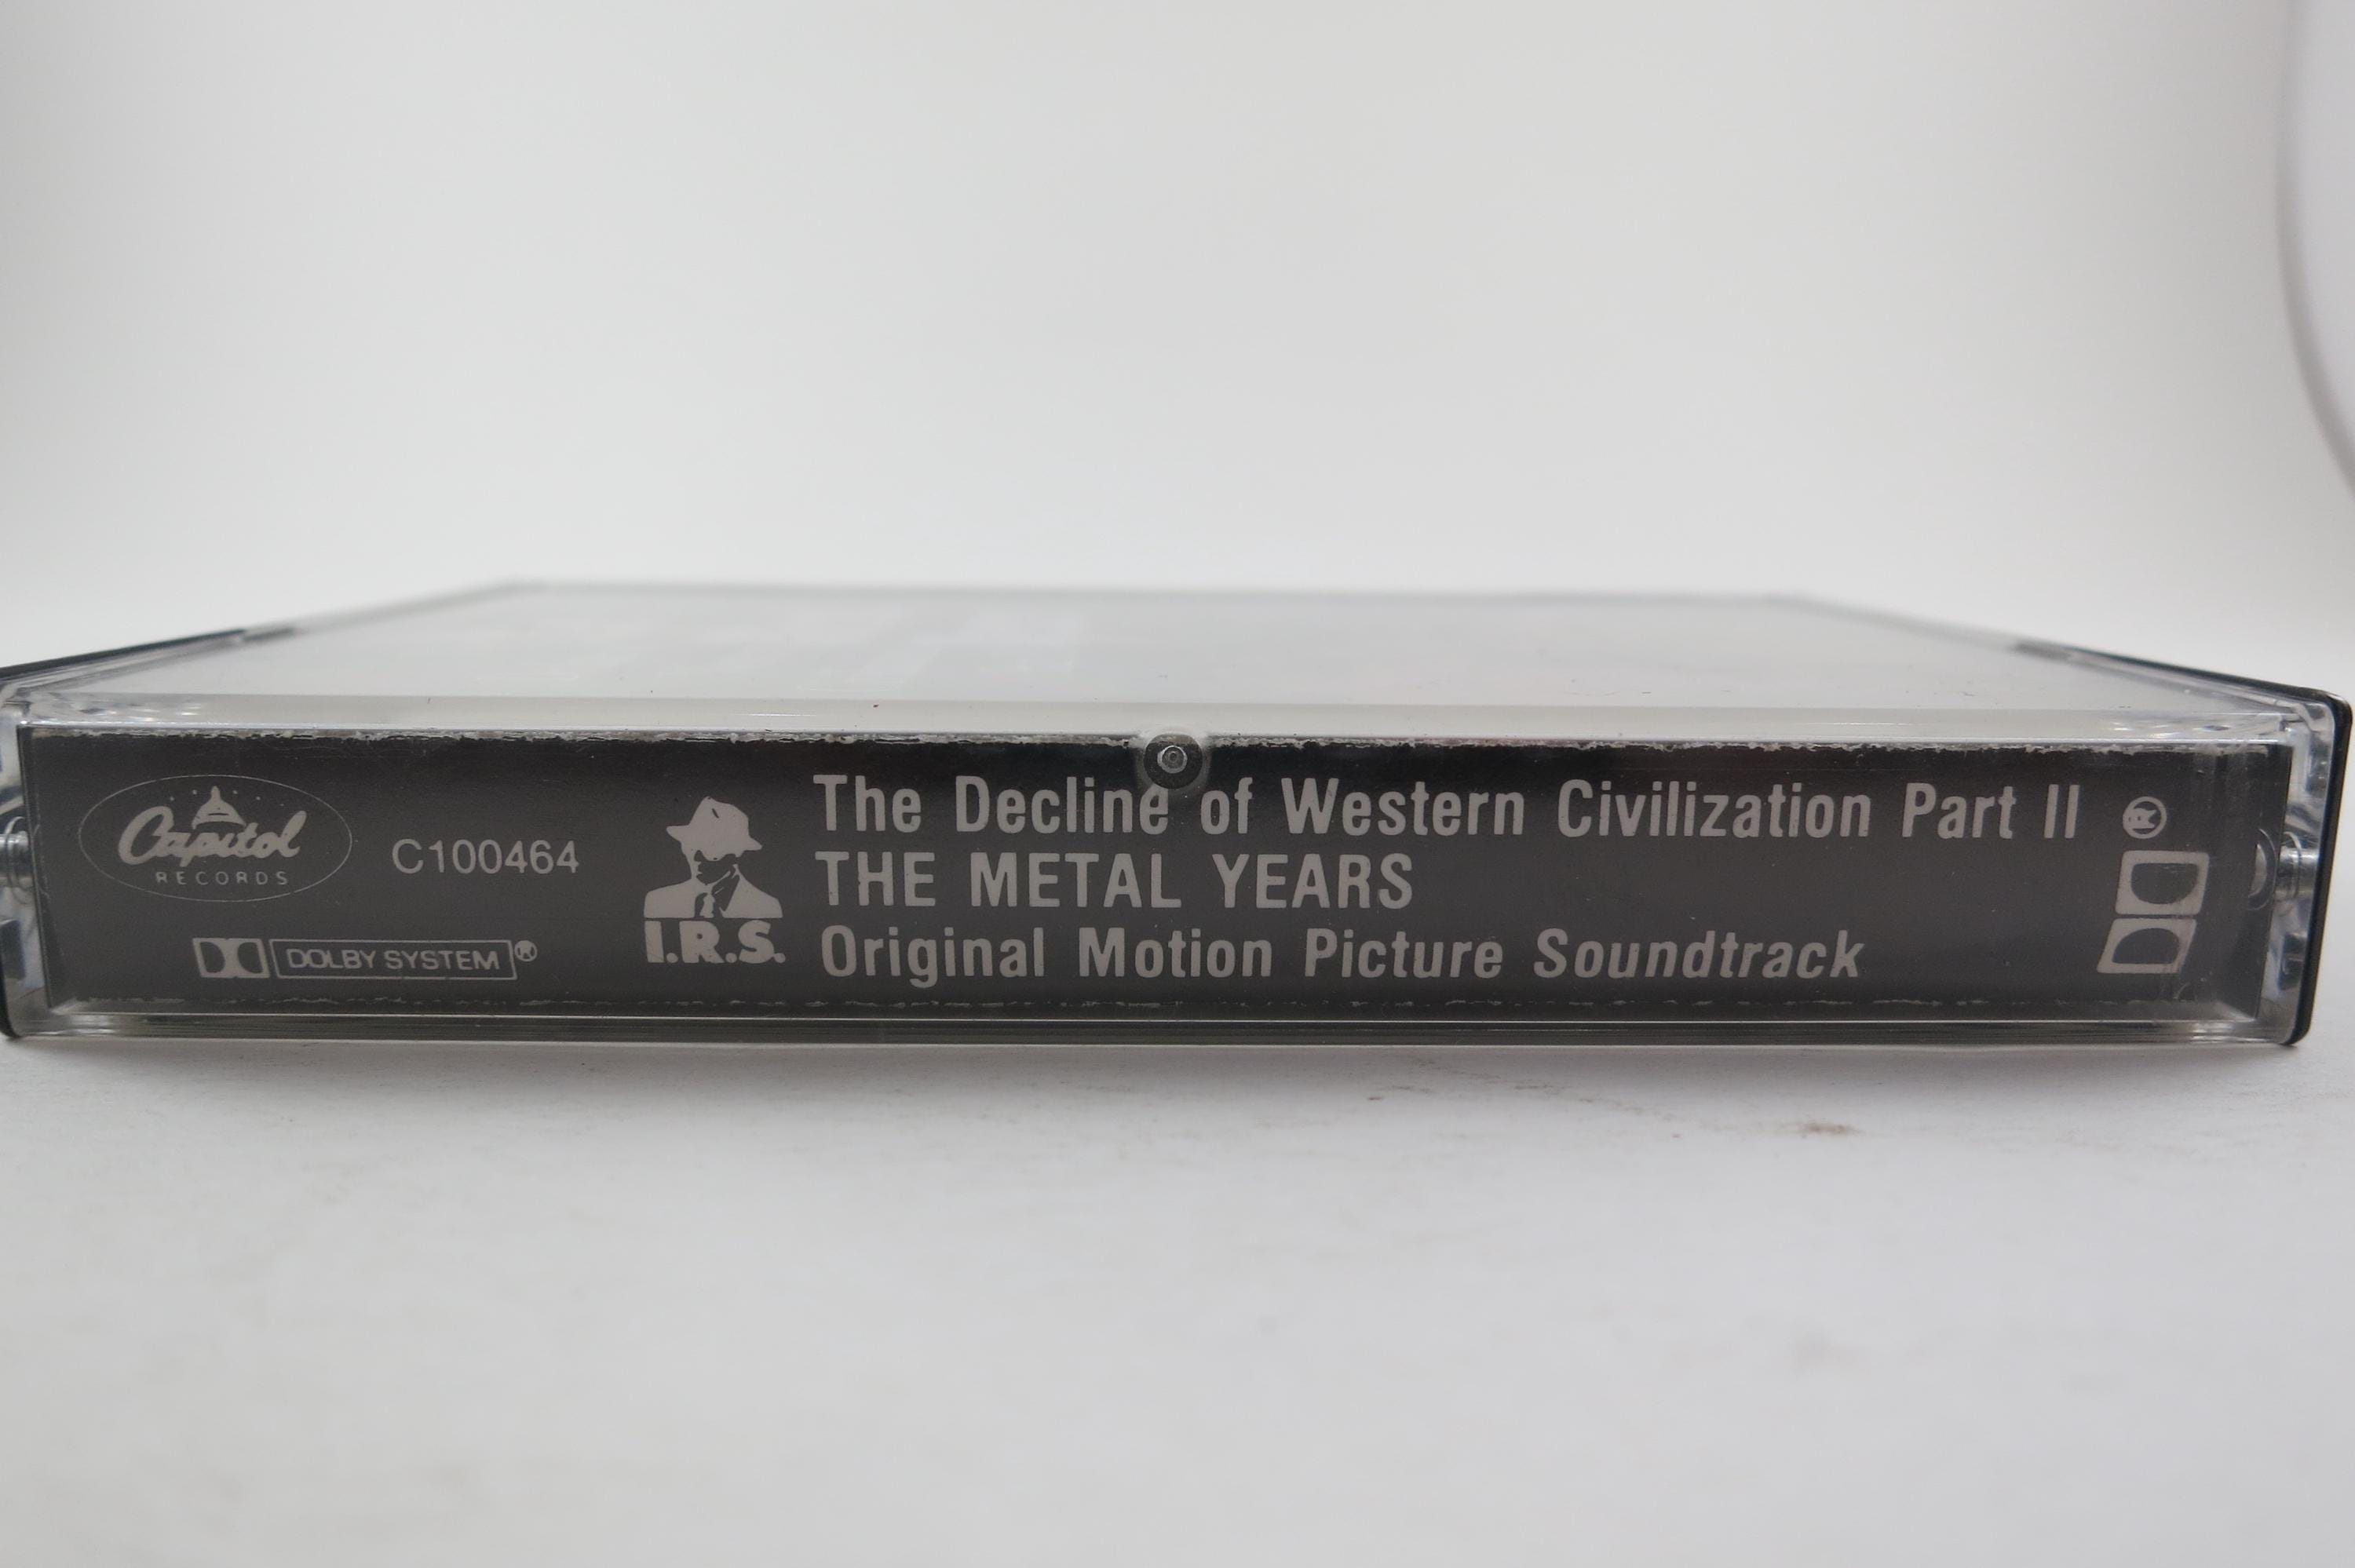 Capitol
RECORDS
C100464
DOLBY SYSTEM®
I.R.S.
The Decline of Western Civilization Part II
THE METAL YEARS
Original Motion Picture Soundtrack
®